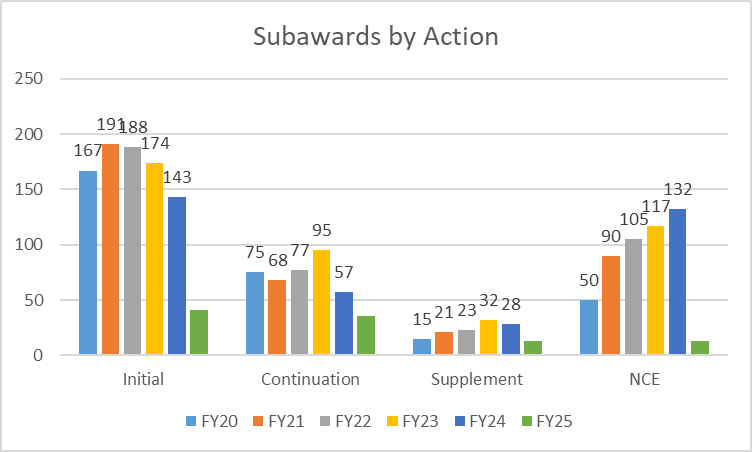 Subawards by Action
250
200
150
100
50
0
167 191 188 174 143
75 68 77 95 57
15 21 23 32 28
50 90 105 117 132
Initial Continuation Supplement NCE
FY20 FY21 FY22 FY23 FY24 FY25